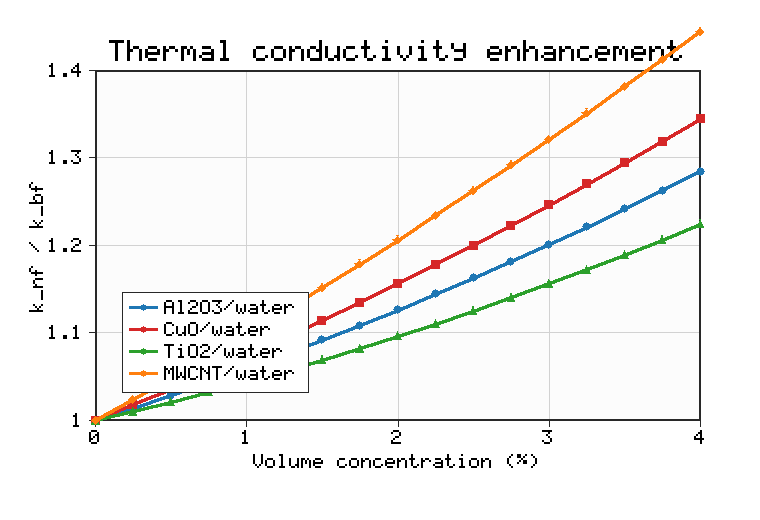 Thermal conductivity enhancement
1.4
1.3
1.2
1.1
1
k_nf / k_bf
Al2O3/water
CuO/water
TiO2/water
MWCNT/water
0 1 2 3 4
Volume concentration (%)